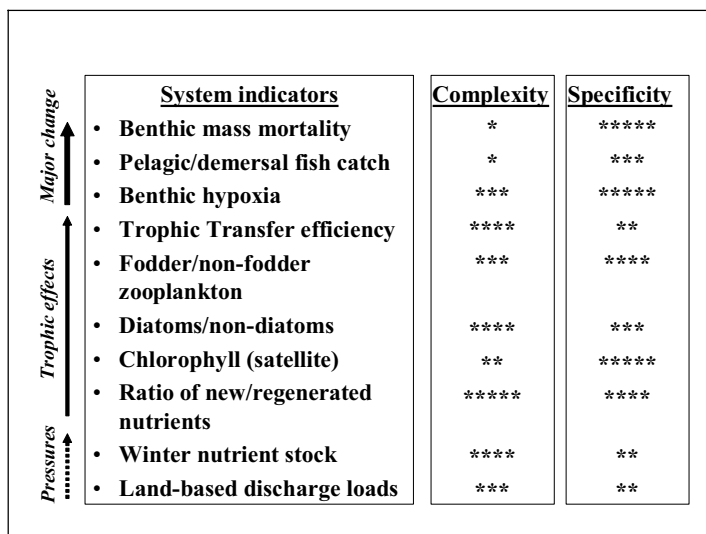 System indicators Complexity Specificity
• Benthic mass mortality * *****
• Pelagic/demersal fish catch * ***
• Benthic hypoxia *** *****
• Trophic Transfer efficiency **** **
• Fodder/non-fodder *** ****
zooplankton
• Diatoms/non-diatoms **** ***
• Chlorophyll (satellite) ** *****
• Ratio of new/regenerated ***** ****
nutrients
• Winter nutrient stock **** **
• Land-based discharge loads *** **
Major change
Trophic effects
Pressures